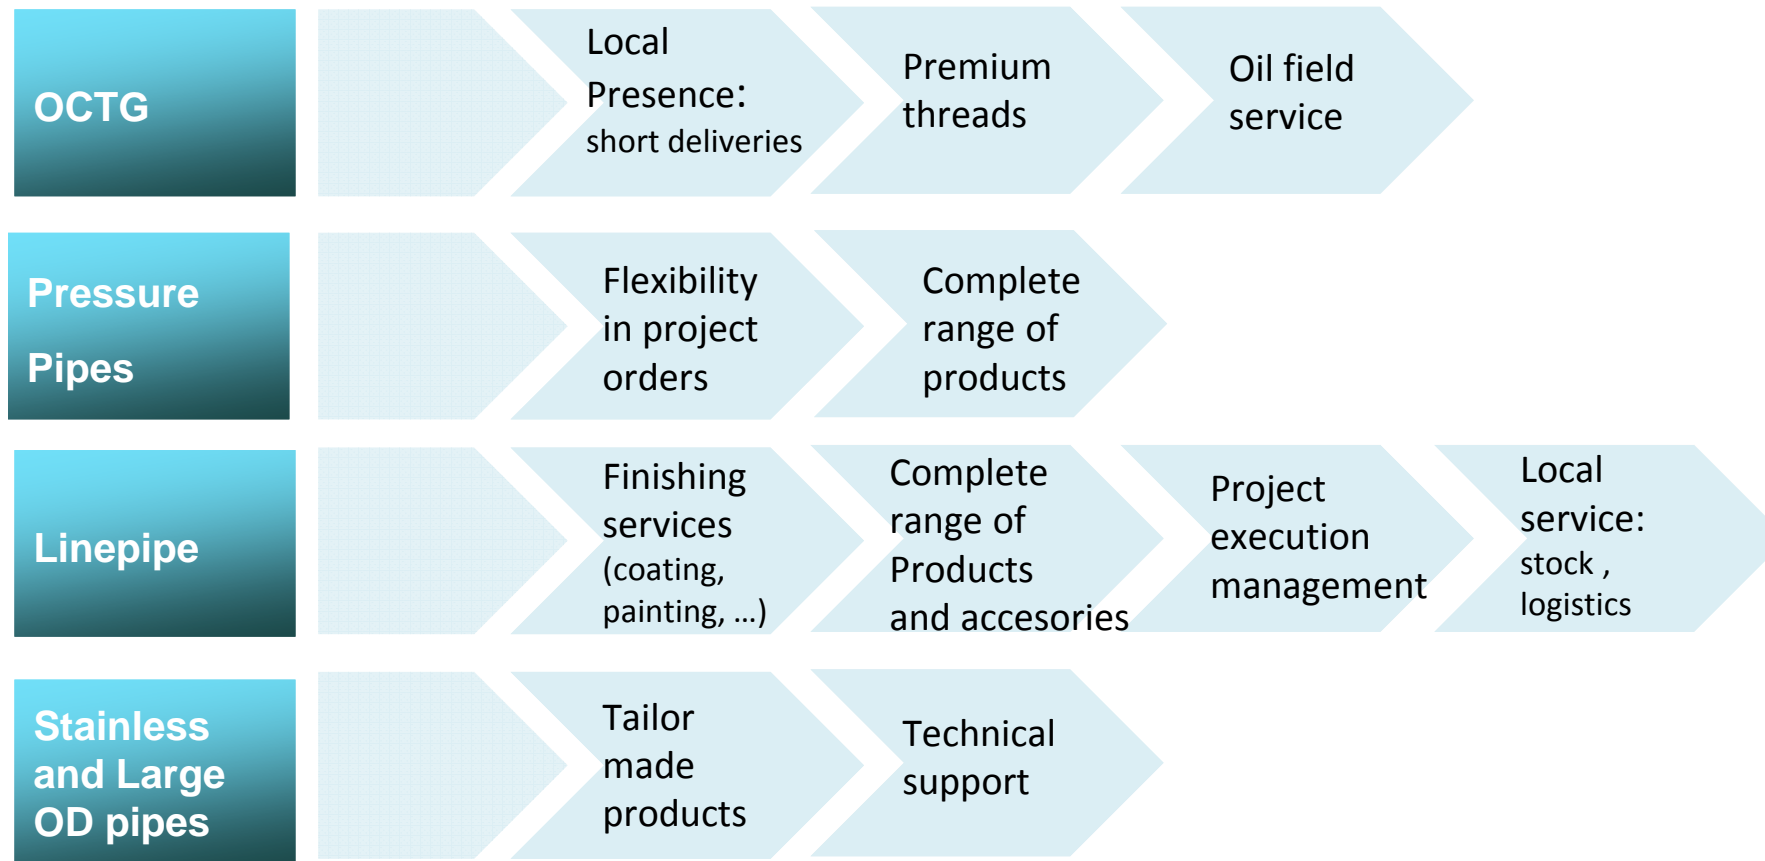 OCTG
Local
Presence:
short deliveries
Premium
threads
Oil field
service
Pressure
Pipes
Flexibility
in project
orders
Complete
range of
products
Linepipe
Finishing
services
(coating,
painting, ...)
Complete
range of
Products
and accesories
Project
execution
management
Local
service:
stock ,
logistics
Stainless
and Large
OD pipes
Tailor
made
products
Technical
support